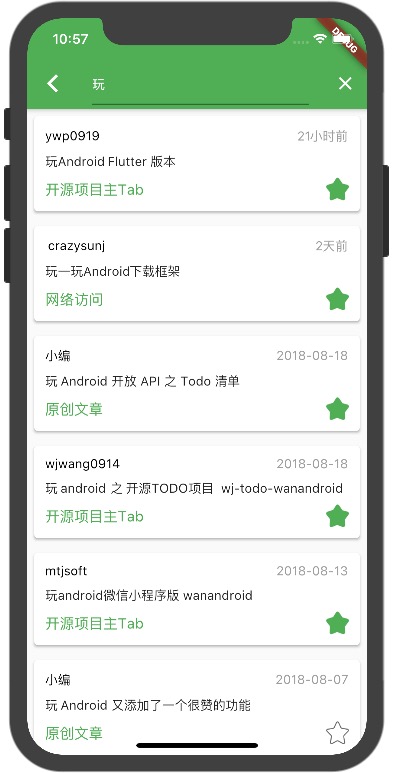 10:57
DEBUG
玩
ywp0919 21小时前
玩Android Flutter 版本
开源项目主Tab
crazysunj 2天前
玩一玩Android下载框架
网络访问
小编 2018-08-18
玩 Android 开放 API 之 Todo 清单
原创文章
wjwang0914 2018-08-18
玩 android 之 开源TODO项目 wj-todo-wanandroid
开源项目主Tab
mtjsoft 2018-08-13
玩android微信小程序版 wanandroid
开源项目主Tab
小编 2018-08-07
玩 Android 又添加了一个很赞的功能
原创文章